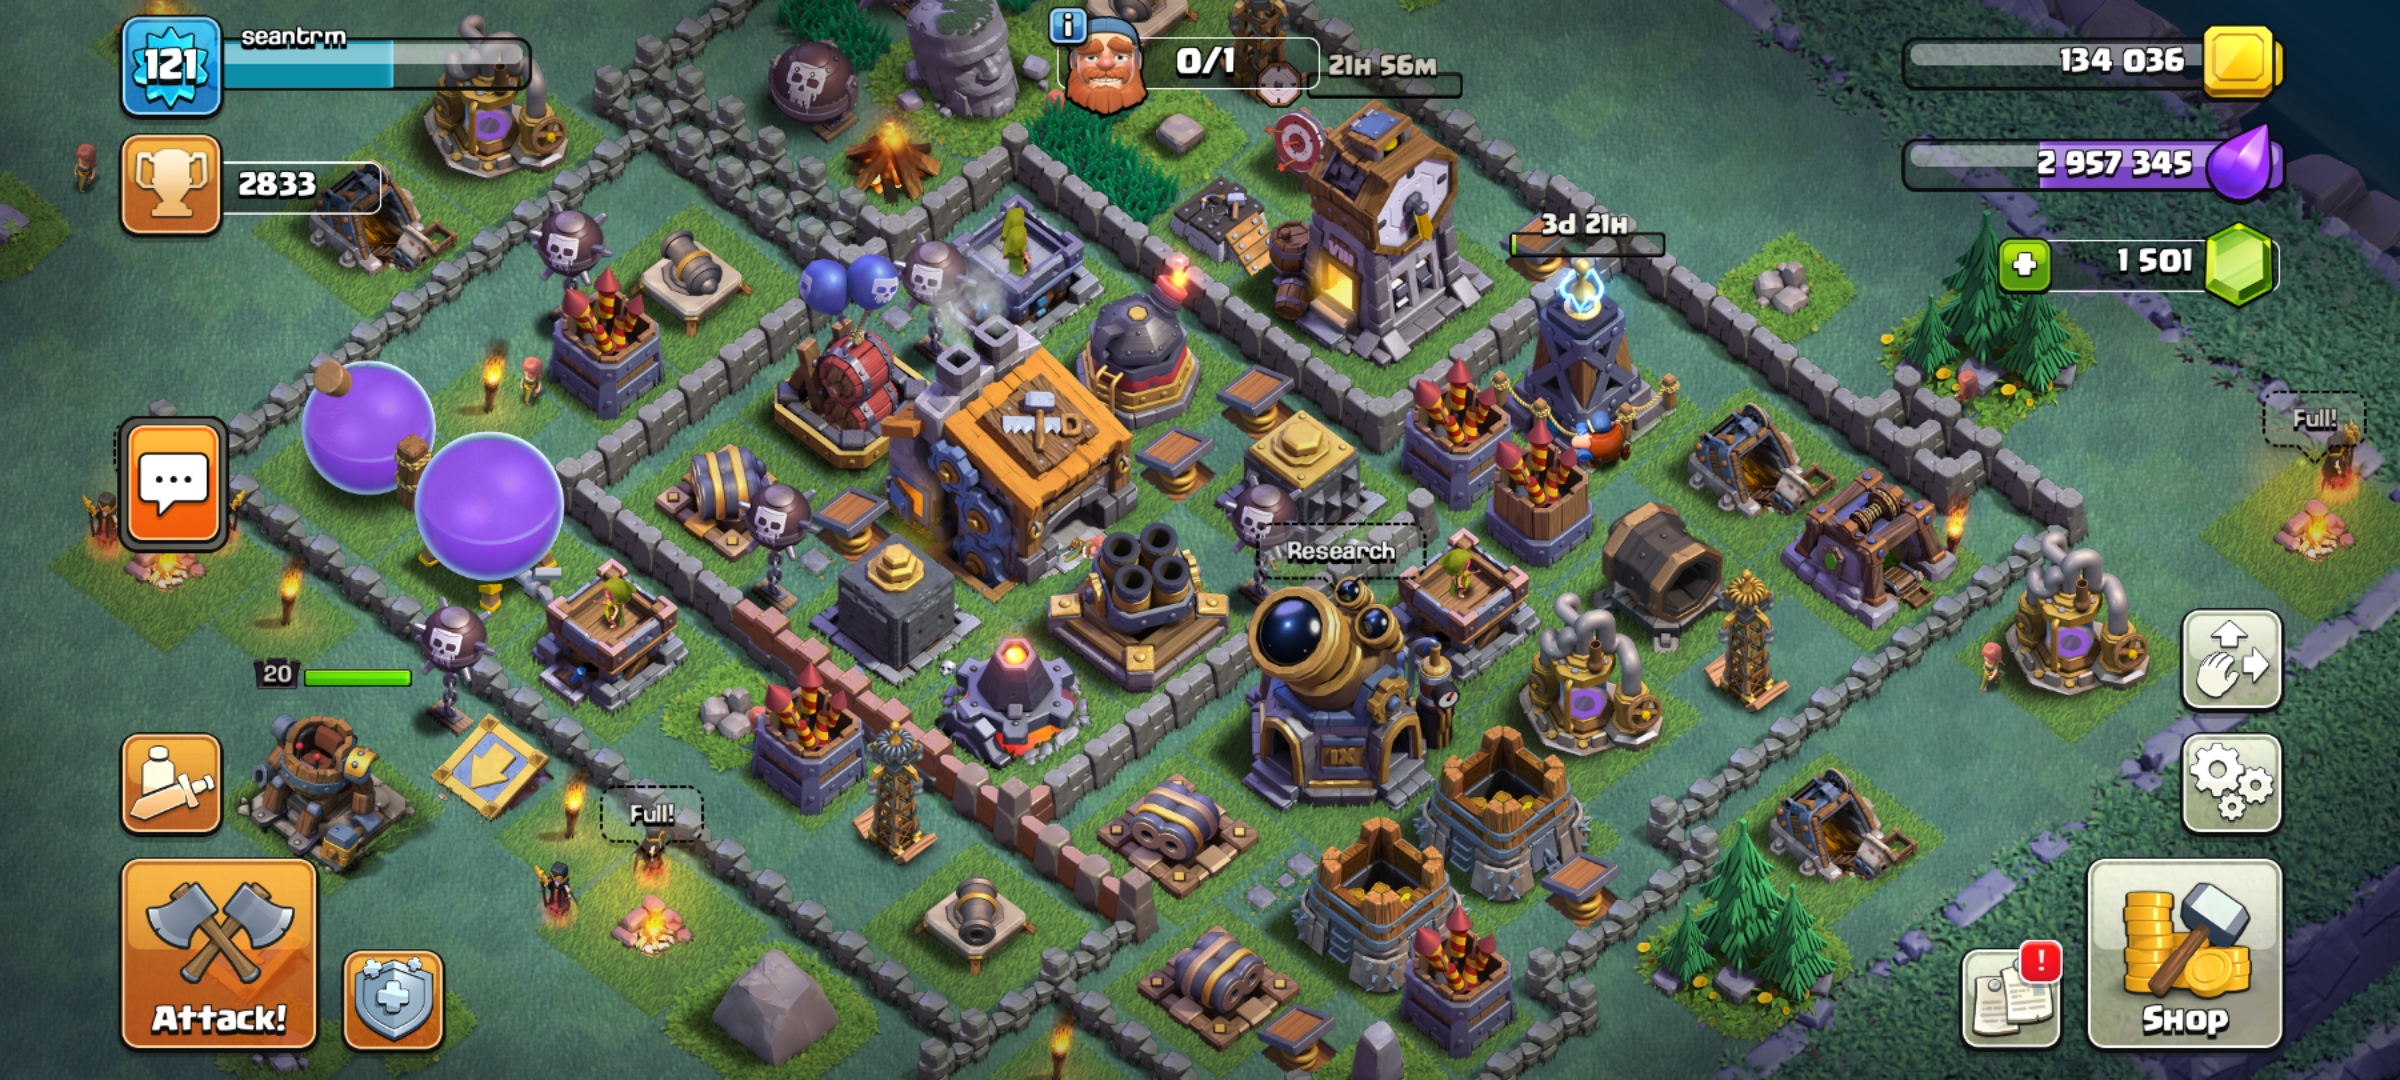 seantrm
121
0/1
21H 56M
134 036
2833
2 957 345
3d 21H
1 501
VIII
Full!
Research
20
IX
Full!
Attack!
!
Shop